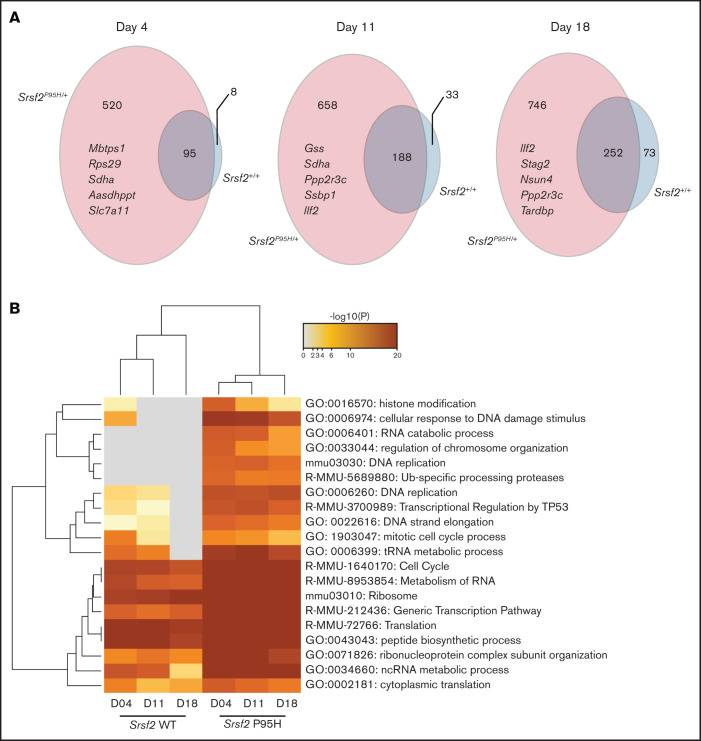 A
Day 4
Day 11
Day 18
Srsf2P95H/+
520
8
95
Srsf2+/+
Mbtps1
Rps29
Sdha
Aasdhppt
Slc7a11
658
33
188
Srsf2+/+
Gss
Sdha
Ppp2r3c
Ssbp1
Ilf2
Srsf2P95H/+
746
252
73
Srsf2+/+
Ilf2
Stag2
Nsun4
Ppp2r3c
Tardbp
Srsf2P95H/+
B
-log10(P)
0 2 3 4 6 10 20
GO:0016570: histone modification
GO:0006974: cellular response to DNA damage stimulus
GO:0006401: RNA catabolic process
GO:0033044: regulation of chromosome organization
mmu03030: DNA replication
R-MMU-5689880: Ub-specific processing proteases
GO:0006260: DNA replication
R-MMU-3700989: Transcriptional Regulation by TP53
GO: 0022616: DNA strand elongation
GO: 1903047: mitotic cell cycle process
GO: 0006399: tRNA metabolic process
R-MMU-1640170: Cell Cycle
R-MMU-8953854: Metabolism of RNA
mmu03010: Ribosome
R-MMU-212436: Generic Transcription Pathway
R-MMU-72766: Translation
GO:0043043: peptide biosynthetic process
GO:0071826: ribonucleoprotein complex subunit organization
GO:0034660: ncRNA metabolic process
GO:0002181: cytoplasmic translation
D04 D11 D18 D04 D11 D18
Srsf2 WT Srsf2 P95H